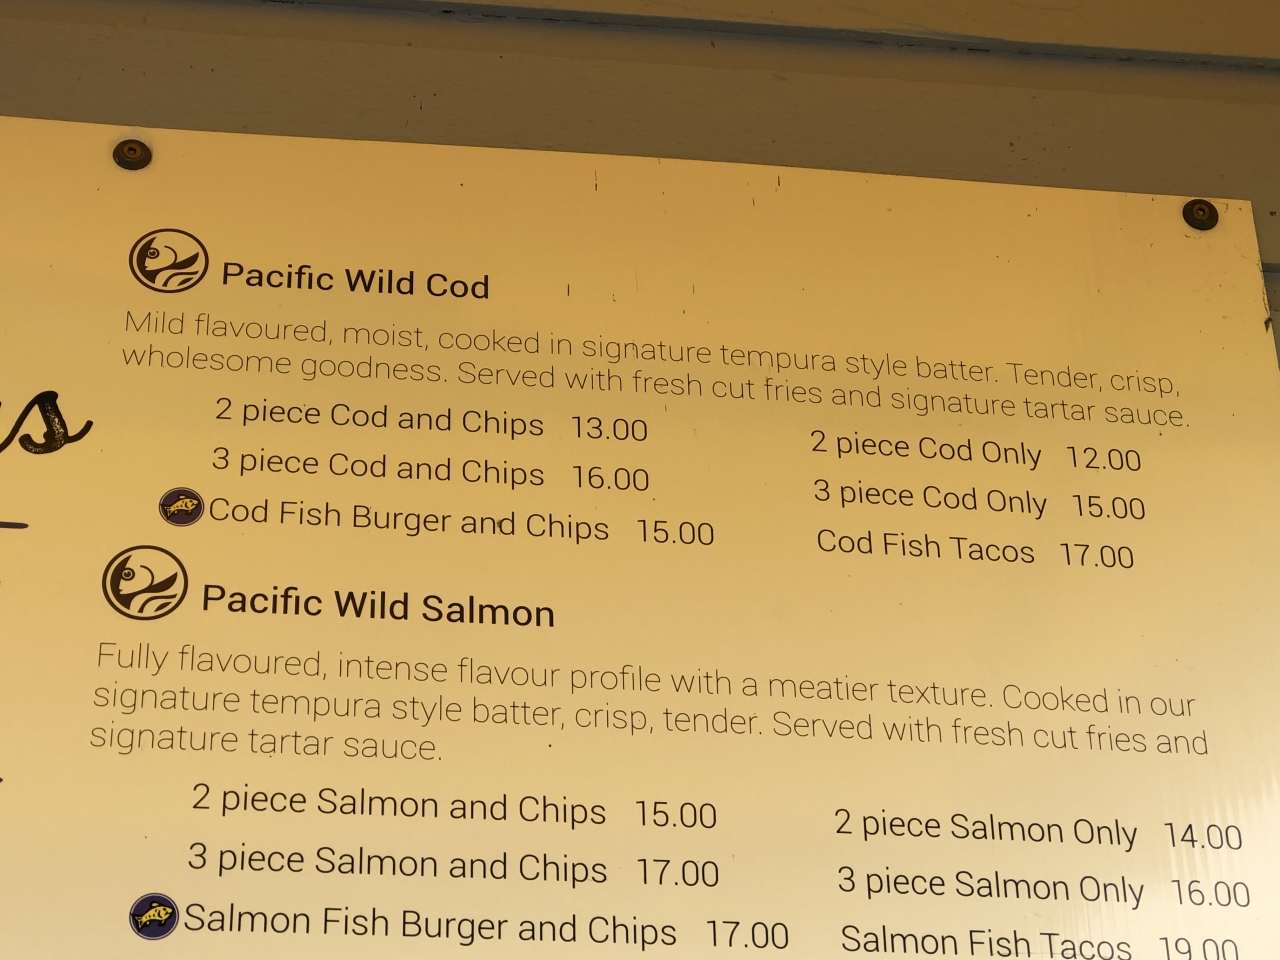 s
Pacific Wild Cod
Mild flavoured, moist, cooked in signature tempura style batter. Tender, crisp,
wholesome goodness. Served with fresh cut fries and signature tartar sauce.
2 piece Cod and Chips 13.00
2 piece Cod Only 12.00
3 piece Cod and Chips 16.00
3 piece Cod Only 15.00
Cod Fish Burger and Chips 15.00
Cod Fish Tacos 17.00
Pacific Wild Salmon
Fully flavoured, intense flavour profile with a meatier texture. Cooked in our
signature tempura style batter, crisp, tender. Served with fresh cut fries and
signature tartar sauce.
2 piece Salmon and Chips 15.00
2 piece Salmon Only 14.00
3 piece Salmon and Chips 17.00
3 piece Salmon Only 16.00
Salmon Fish Burger and Chips 17.00
Salmon Fish Tacos 19.00